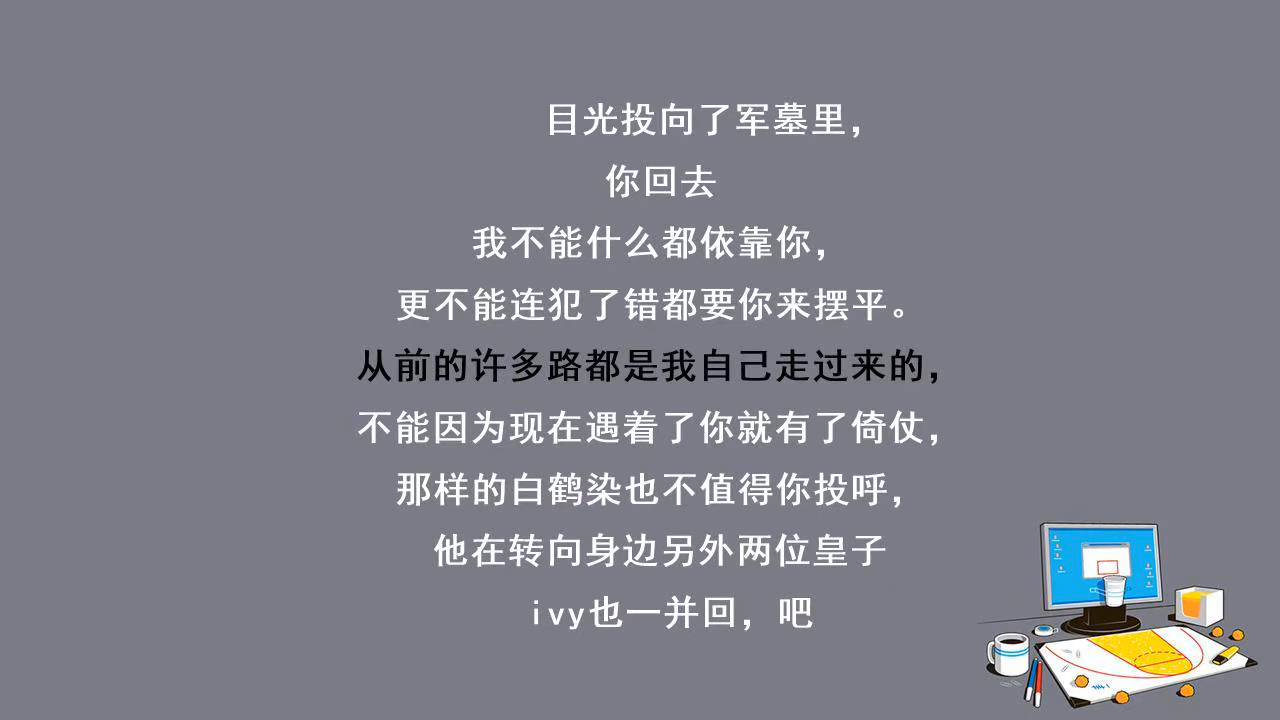 目光投向了军墓里，
你回去
我不能什么都依靠你，
更不能连犯了错都要你来摆平。
从前的许多路都是我自己走过来的，
不能因为现在遇着了你就有了倚仗，
那样的白鹤染也不值得你投呼，
他在转向身边另外两位皇子
ivy也一并回，吧